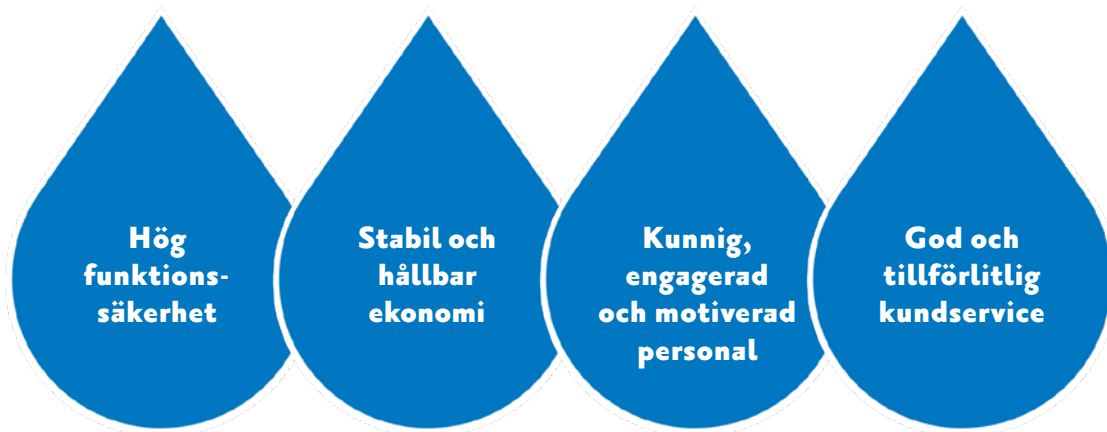 Hög
funktions-
säkerhet
Stabil och
hållbar
ekonomi
Kunnig,
engagerad
och motiverad
personal
God och
tillförlitlig
kundservice